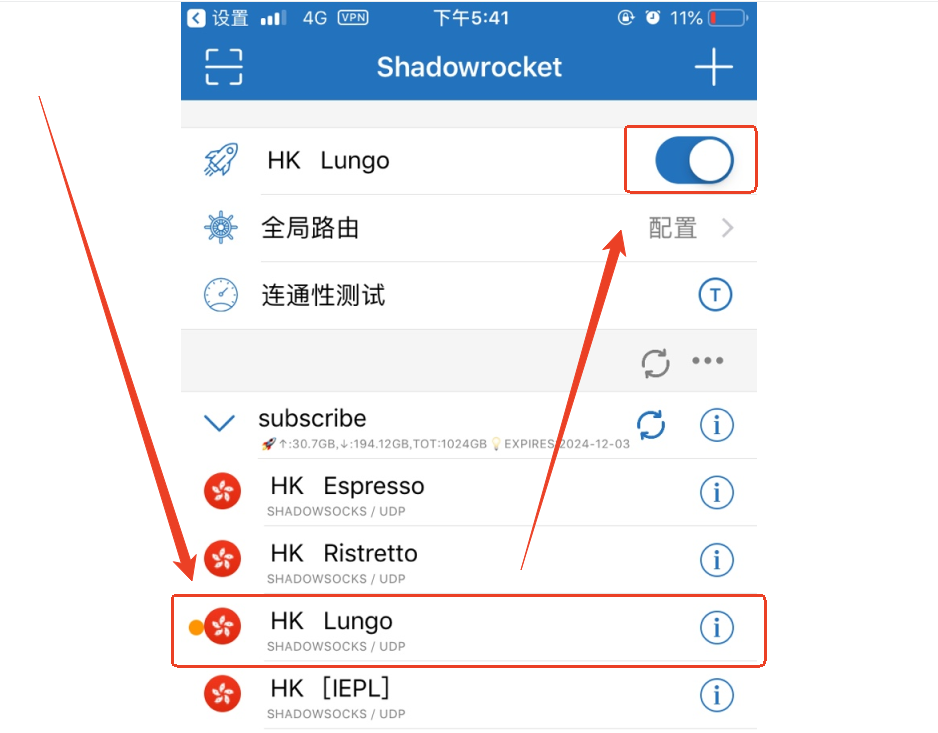 设置 4G VPN 下午5:41 11%
Shadowrocket
HK Lungo
全局路由 配置
连通性测试 T
subscribe
↑:30.7GB,↓:194.12GB,TOT:1024GB EXPIRES:2024-12-03
HK Espresso
SHADOWSOCKS / UDP
HK Ristretto
SHADOWSOCKS / UDP
HK Lungo
SHADOWSOCKS / UDP
HK [IEPL]
SHADOWSOCKS / UDP